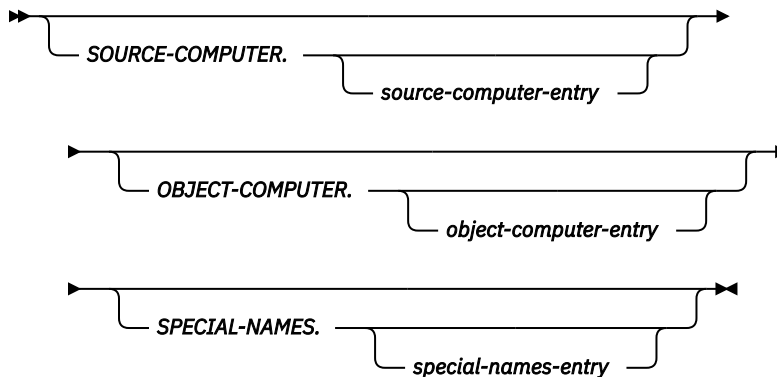 SOURCE-COMPUTER.
source-computer-entry
OBJECT-COMPUTER.
object-computer-entry
SPECIAL-NAMES.
special-names-entry